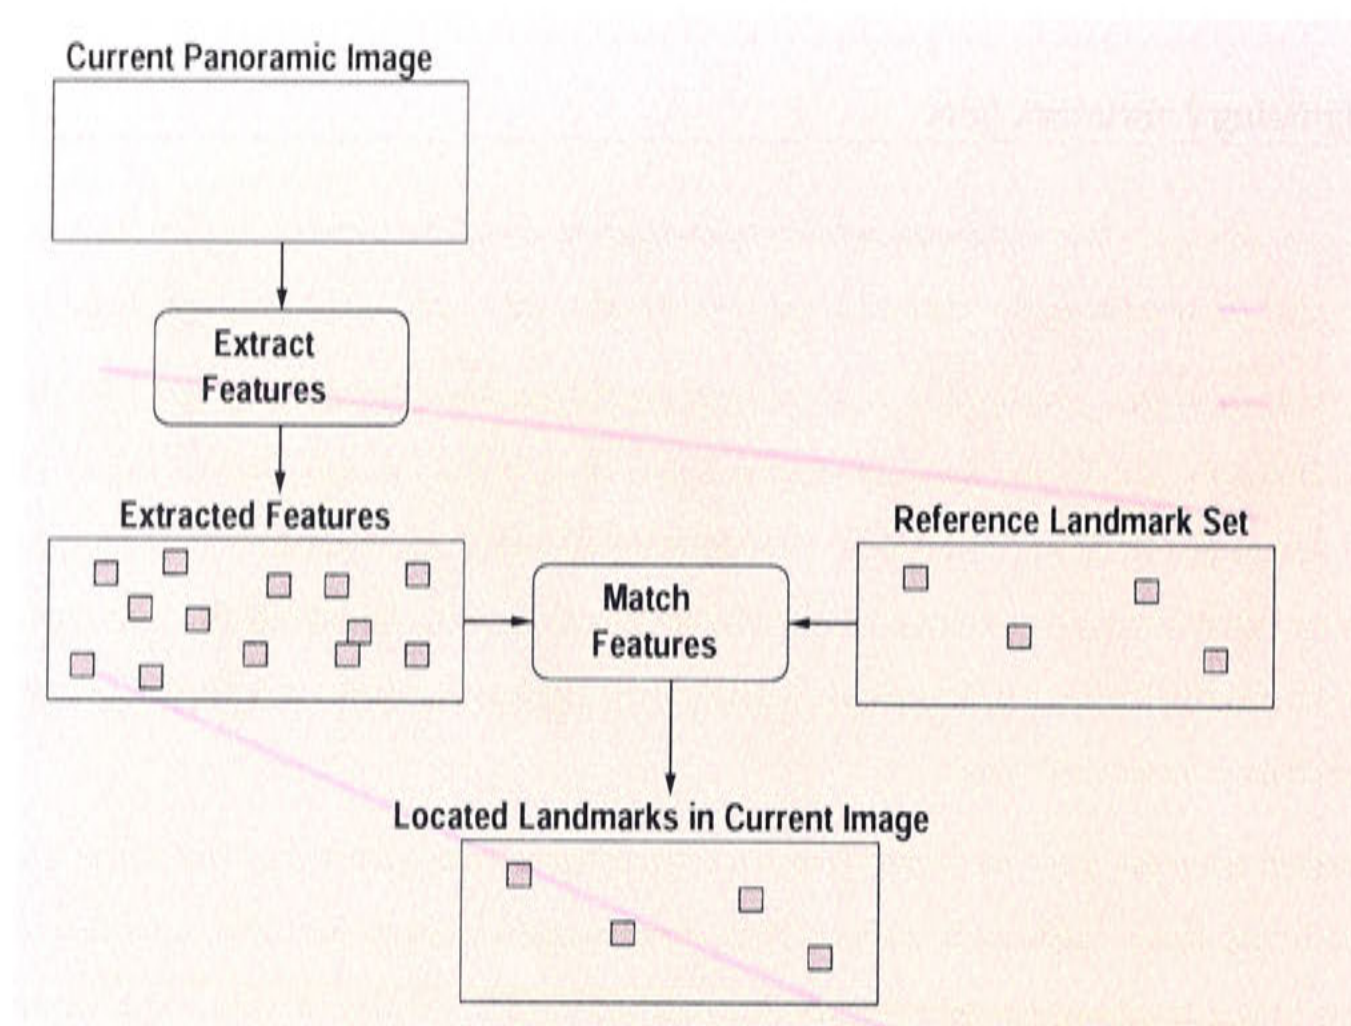 Current Panoramic Image
Extract
Features
Extracted Features
Reference Landmark Set
Match
Features
Located Landmarks in Current Image